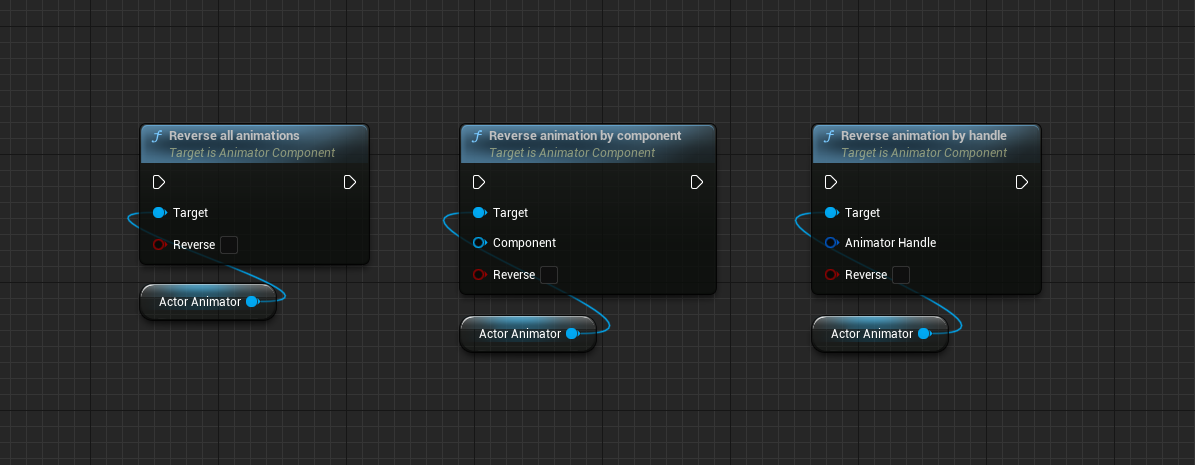 f Reverse all animations
Target is Animator Component
Target
Reverse
Actor Animator
f Reverse animation by component
Target is Animator Component
Target
Component
Reverse
Actor Animator
f Reverse animation by handle
Target is Animator Component
Target
Animator Handle
Reverse
Actor Animator